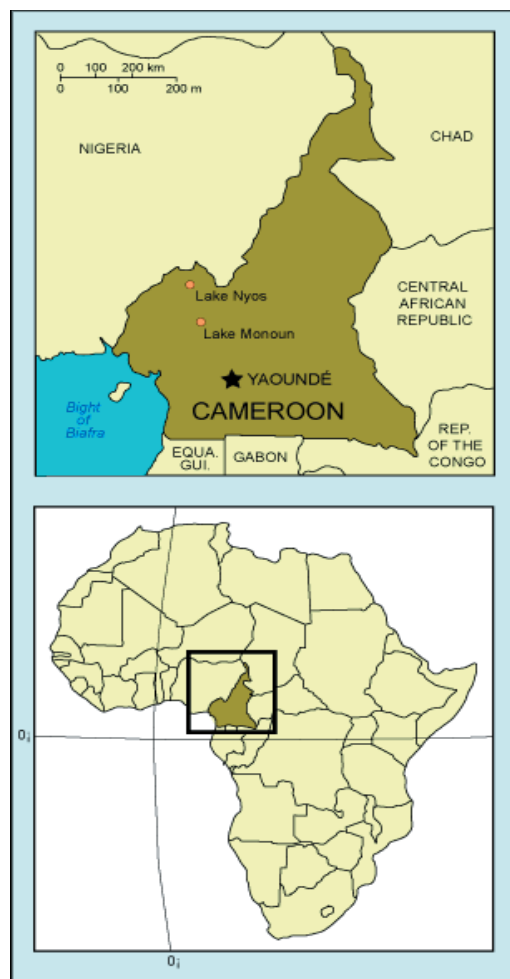 0 100 200 km
0 100 200 m
NIGERIA
CHAD
CENTRAL
AFRICAN
REPUBLIC
Lake Nyos
Lake Monoun
YAOUNDÉ
CAMEROON
Bight
of
Biafra
EQUA.
GUI.
GABON
REP.
OF THE
CONGO
0¡
0¡